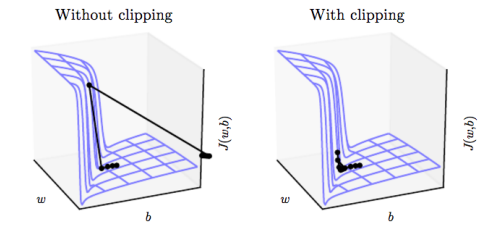 Without clipping
With clipping
J(w,b)
J(w,b)
w
b
w
b